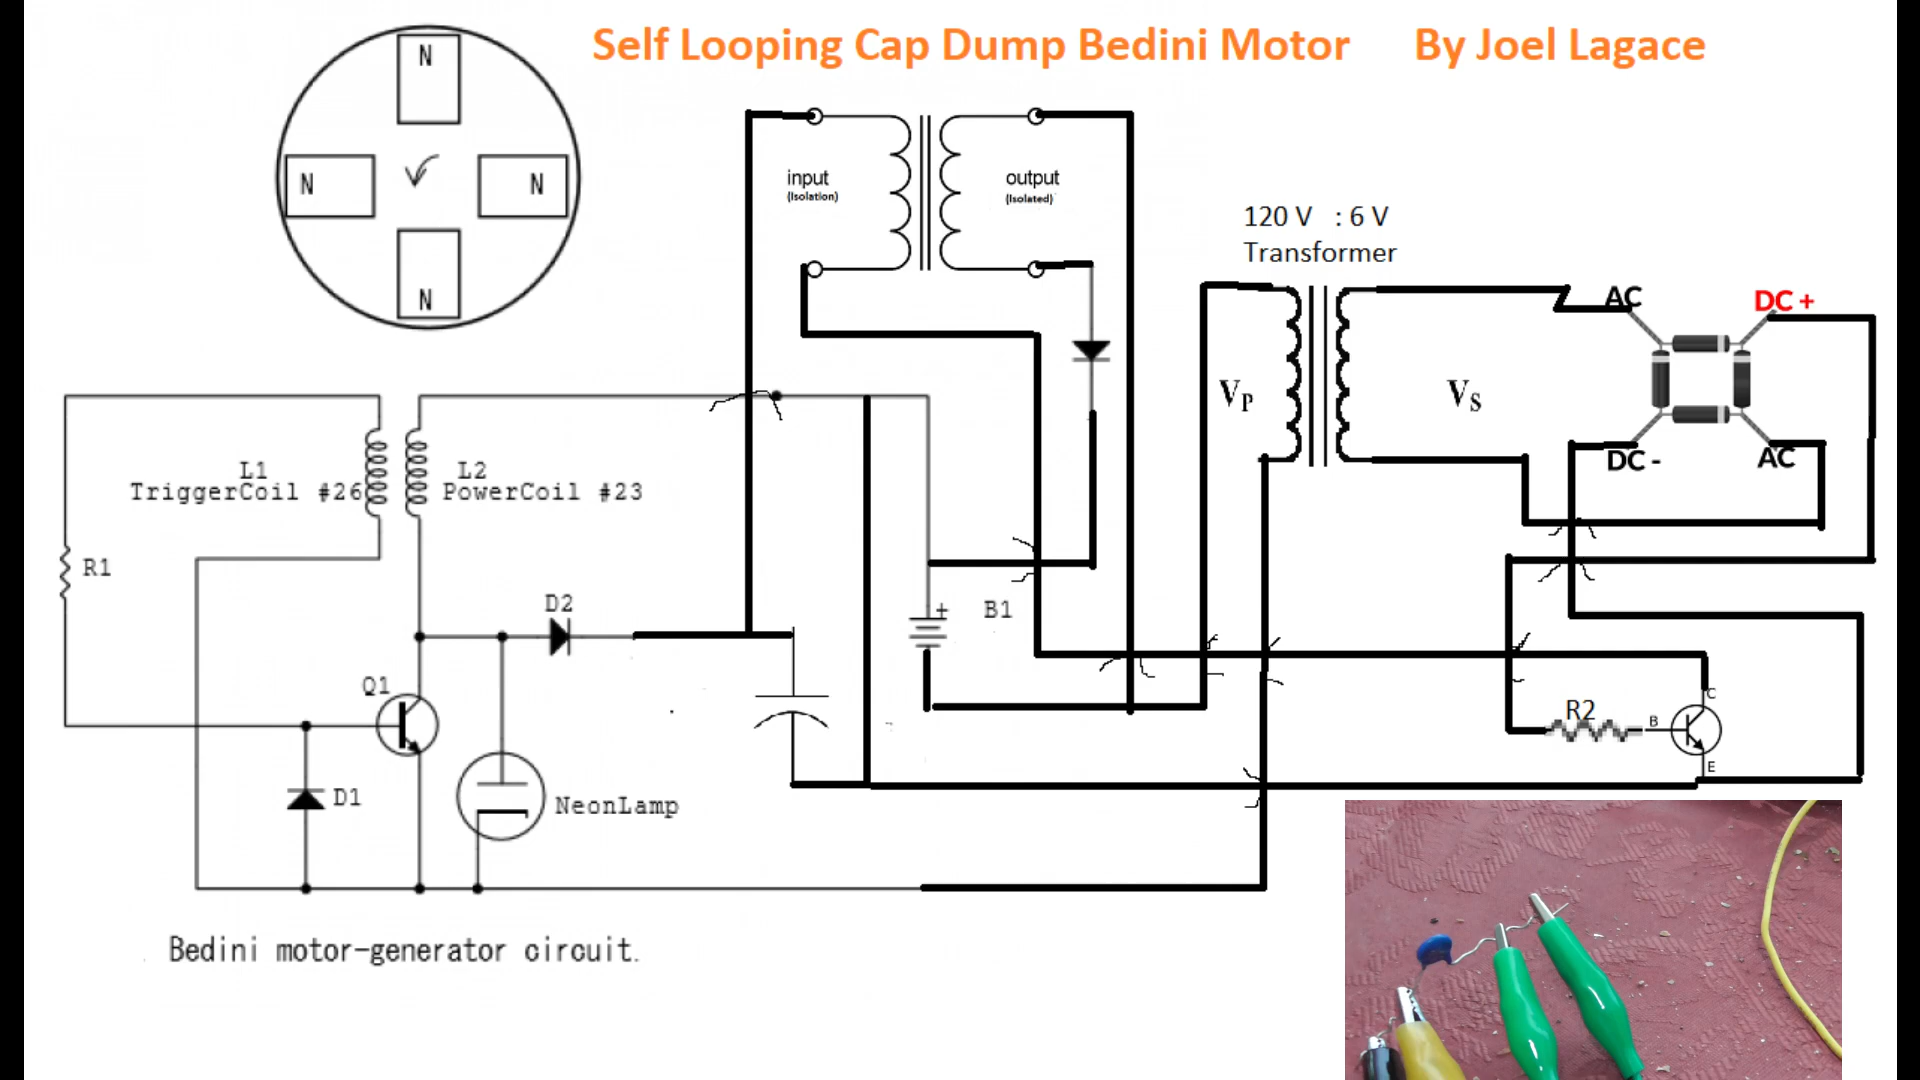 Self Looping Cap Dump Bedini Motor By Joel Lagace
N
N
N
N
input
(Isolation)
output
(Isolated)
120 V : 6 V
Transformer
VP
VS
AC
DC +
DC -
AC
L1
TriggerCoil #26
L2
PowerCoil #23
R1
D2
B1
+
Q1
D1
NeonLamp
R2
B
C
E
Bedini motor-generator circuit.